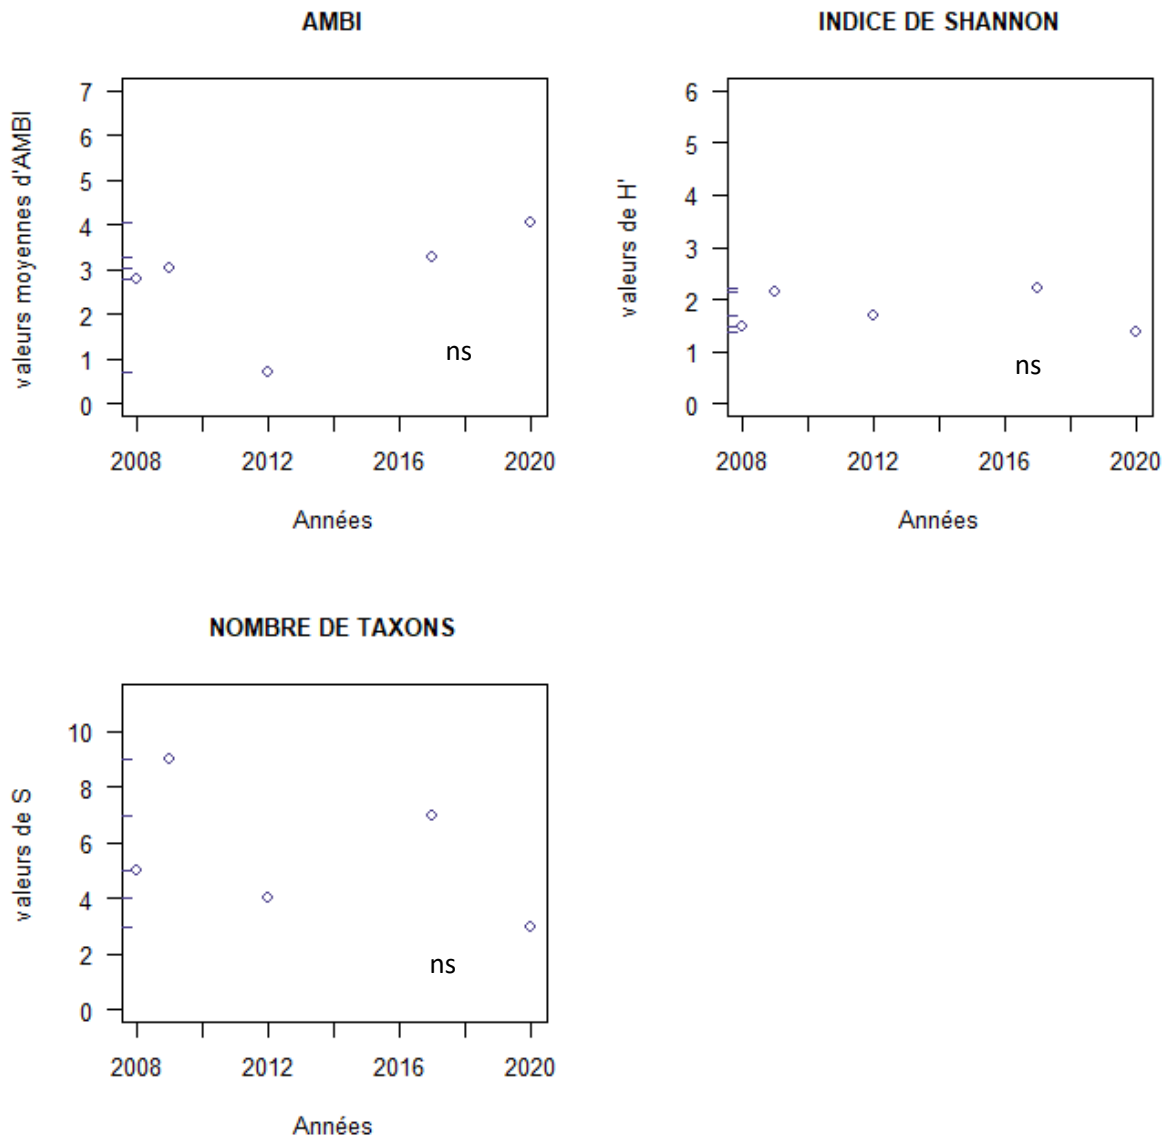 AMBI
valeurs moyennes d'AMBI
7
6
5
4
3
2
1
0
ns
2008 2012 2016 2020
Années
INDICE DE SHANNON
valeurs de H'
6
5
4
3
2
1
0
ns
2008 2012 2016 2020
Années
NOMBRE DE TAXONS
valeurs de S
10
8
6
4
2
0
ns
2008 2012 2016 2020
Années